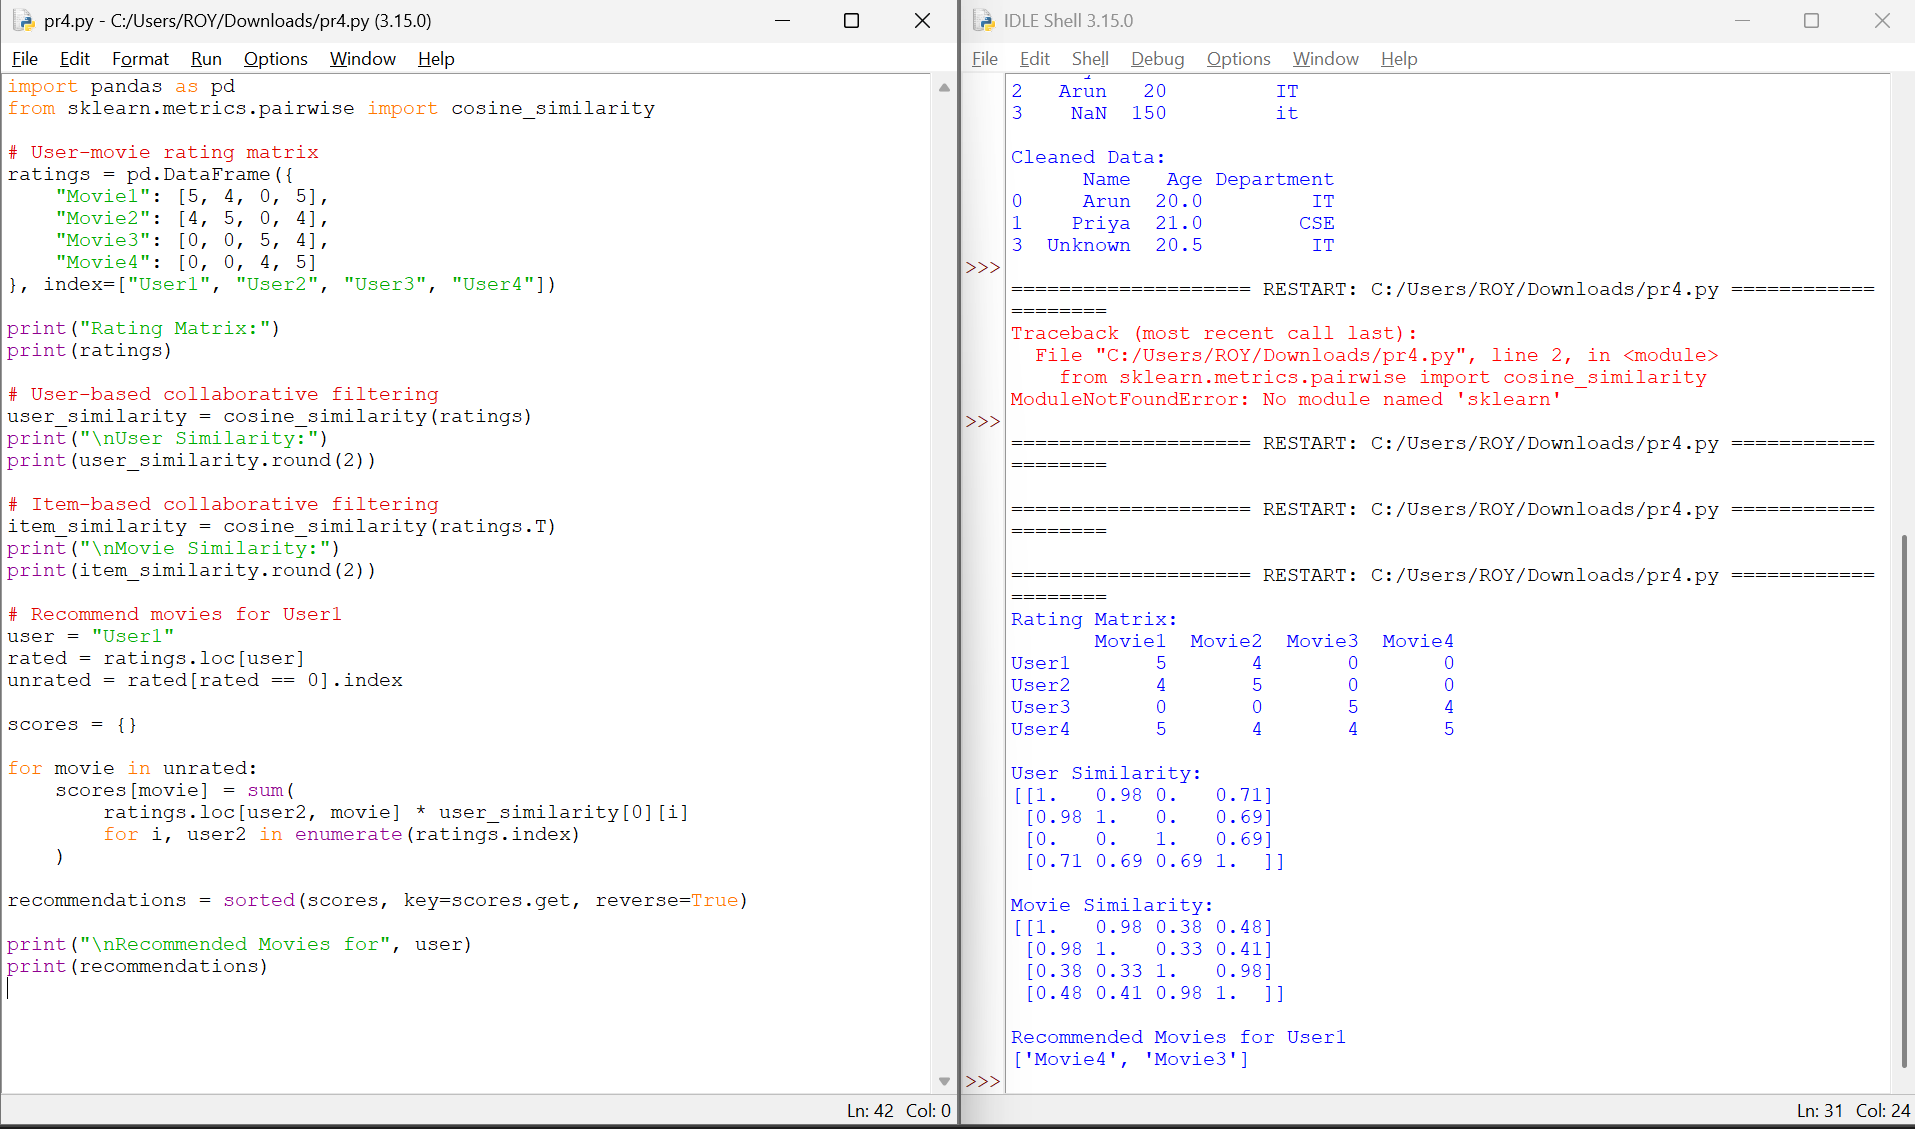 pr4.py - C:/Users/ROY/Downloads/pr4.py (3.15.0)
File Edit Format Run Options Window Help
import pandas as pd
from sklearn.metrics.pairwise import cosine_similarity

# User-movie rating matrix
ratings = pd.DataFrame({
    "Movie1": [5, 4, 0, 5],
    "Movie2": [4, 5, 0, 4],
    "Movie3": [0, 0, 5, 4],
    "Movie4": [0, 0, 4, 5]
}, index=["User1", "User2", "User3", "User4"])

print("Rating Matrix:")
print(ratings)

# User-based collaborative filtering
user_similarity = cosine_similarity(ratings)
print("\nUser Similarity:")
print(user_similarity.round(2))

# Item-based collaborative filtering
item_similarity = cosine_similarity(ratings.T)
print("\nMovie Similarity:")
print(item_similarity.round(2))

# Recommend movies for User1
user = "User1"
rated = ratings.loc[user]
unrated = rated[rated == 0].index

scores = {}

for movie in unrated:
    scores[movie] = sum(
        ratings.loc[user2, movie] * user_similarity[0][i]
        for i, user2 in enumerate(ratings.index)
    )

recommendations = sorted(scores, key=scores.get, reverse=True)

print("\nRecommended Movies for", user)
print(recommendations)
Ln: 42 Col: 0
IDLE Shell 3.15.0
File Edit Shell Debug Options Window Help
2   Arun   20         IT
3    NaN  150         it

Cleaned Data:
      Name   Age Department
0     Arun  20.0         IT
1    Priya  21.0        CSE
3  Unknown  20.5         IT
>>>
==================== RESTART: C:/Users/ROY/Downloads/pr4.py ============
========
Traceback (most recent call last):
  File "C:/Users/ROY/Downloads/pr4.py", line 2, in <module>
    from sklearn.metrics.pairwise import cosine_similarity
ModuleNotFoundError: No module named 'sklearn'
>>>
==================== RESTART: C:/Users/ROY/Downloads/pr4.py ============
========

==================== RESTART: C:/Users/ROY/Downloads/pr4.py ============
========

==================== RESTART: C:/Users/ROY/Downloads/pr4.py ============
========
Rating Matrix:
       Movie1  Movie2  Movie3  Movie4
User1       5       4       0       0
User2       4       5       0       0
User3       0       0       5       4
User4       5       4       4       5

User Similarity:
[[1.   0.98 0.   0.71]
 [0.98 1.   0.   0.69]
 [0.   0.   1.   0.69]
 [0.71 0.69 0.69 1.  ]]

Movie Similarity:
[[1.   0.98 0.38 0.48]
 [0.98 1.   0.33 0.41]
 [0.38 0.33 1.   0.98]
 [0.48 0.41 0.98 1.  ]]

Recommended Movies for User1
['Movie4', 'Movie3']
>>>
Ln: 31 Col: 24